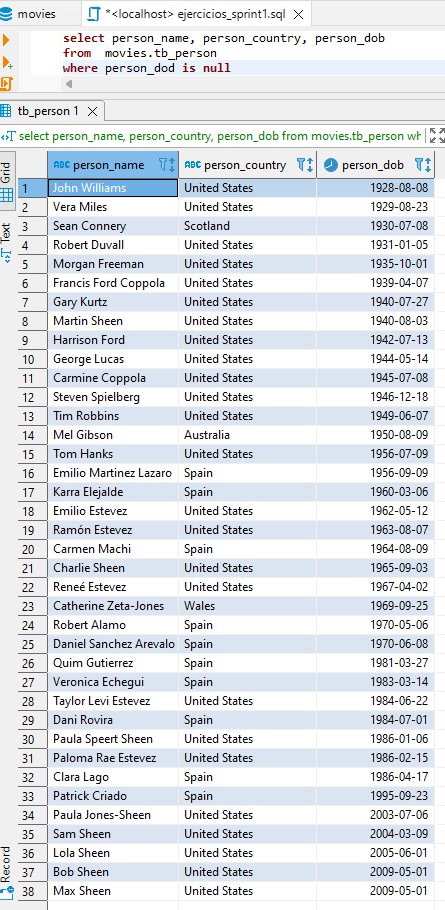 movies *<localhost> ejercicios_sprint1.sql
select person_name, person_country, person_dob
from movies.tb_person
where person_dod is null
tb_person 1
select person_name, person_country, person_dob from movies.tb_person wh
Grid
Text
Record
ABC person_name ABC person_country person_dob
1 John Williams United States 1928-08-08
2 Vera Miles United States 1929-08-23
3 Sean Connery Scotland 1930-07-08
4 Robert Duvall United States 1931-01-05
5 Morgan Freeman United States 1935-10-01
6 Francis Ford Coppola United States 1939-04-07
7 Gary Kurtz United States 1940-07-27
8 Martin Sheen United States 1940-08-03
9 Harrison Ford United States 1942-07-13
10 George Lucas United States 1944-05-14
11 Carmine Coppola United States 1945-07-08
12 Steven Spielberg United States 1946-12-18
13 Tim Robbins United States 1949-06-07
14 Mel Gibson Australia 1950-08-09
15 Tom Hanks United States 1956-07-09
16 Emilio Martinez Lazaro Spain 1956-09-09
17 Karra Elejalde Spain 1960-03-06
18 Emilio Estevez United States 1962-05-12
19 Ramón Estevez United States 1963-08-07
20 Carmen Machi Spain 1964-08-09
21 Charlie Sheen United States 1965-09-03
22 Reneé Estevez United States 1967-04-02
23 Catherine Zeta-Jones Wales 1969-09-25
24 Robert Alamo Spain 1970-05-06
25 Daniel Sanchez Arevalo Spain 1970-06-08
26 Quim Gutierrez Spain 1981-03-27
27 Veronica Echegui Spain 1983-03-14
28 Taylor Levi Estevez United States 1984-06-22
29 Dani Rovira Spain 1984-07-01
30 Paula Speert Sheen United States 1986-01-06
31 Paloma Rae Estevez United States 1986-02-15
32 Clara Lago Spain 1986-04-17
33 Patrick Criado Spain 1995-09-23
34 Paula Jones-Sheen United States 2003-07-06
35 Sam Sheen United States 2004-03-09
36 Lola Sheen United States 2005-06-01
37 Bob Sheen United States 2009-05-01
38 Max Sheen United States 2009-05-01